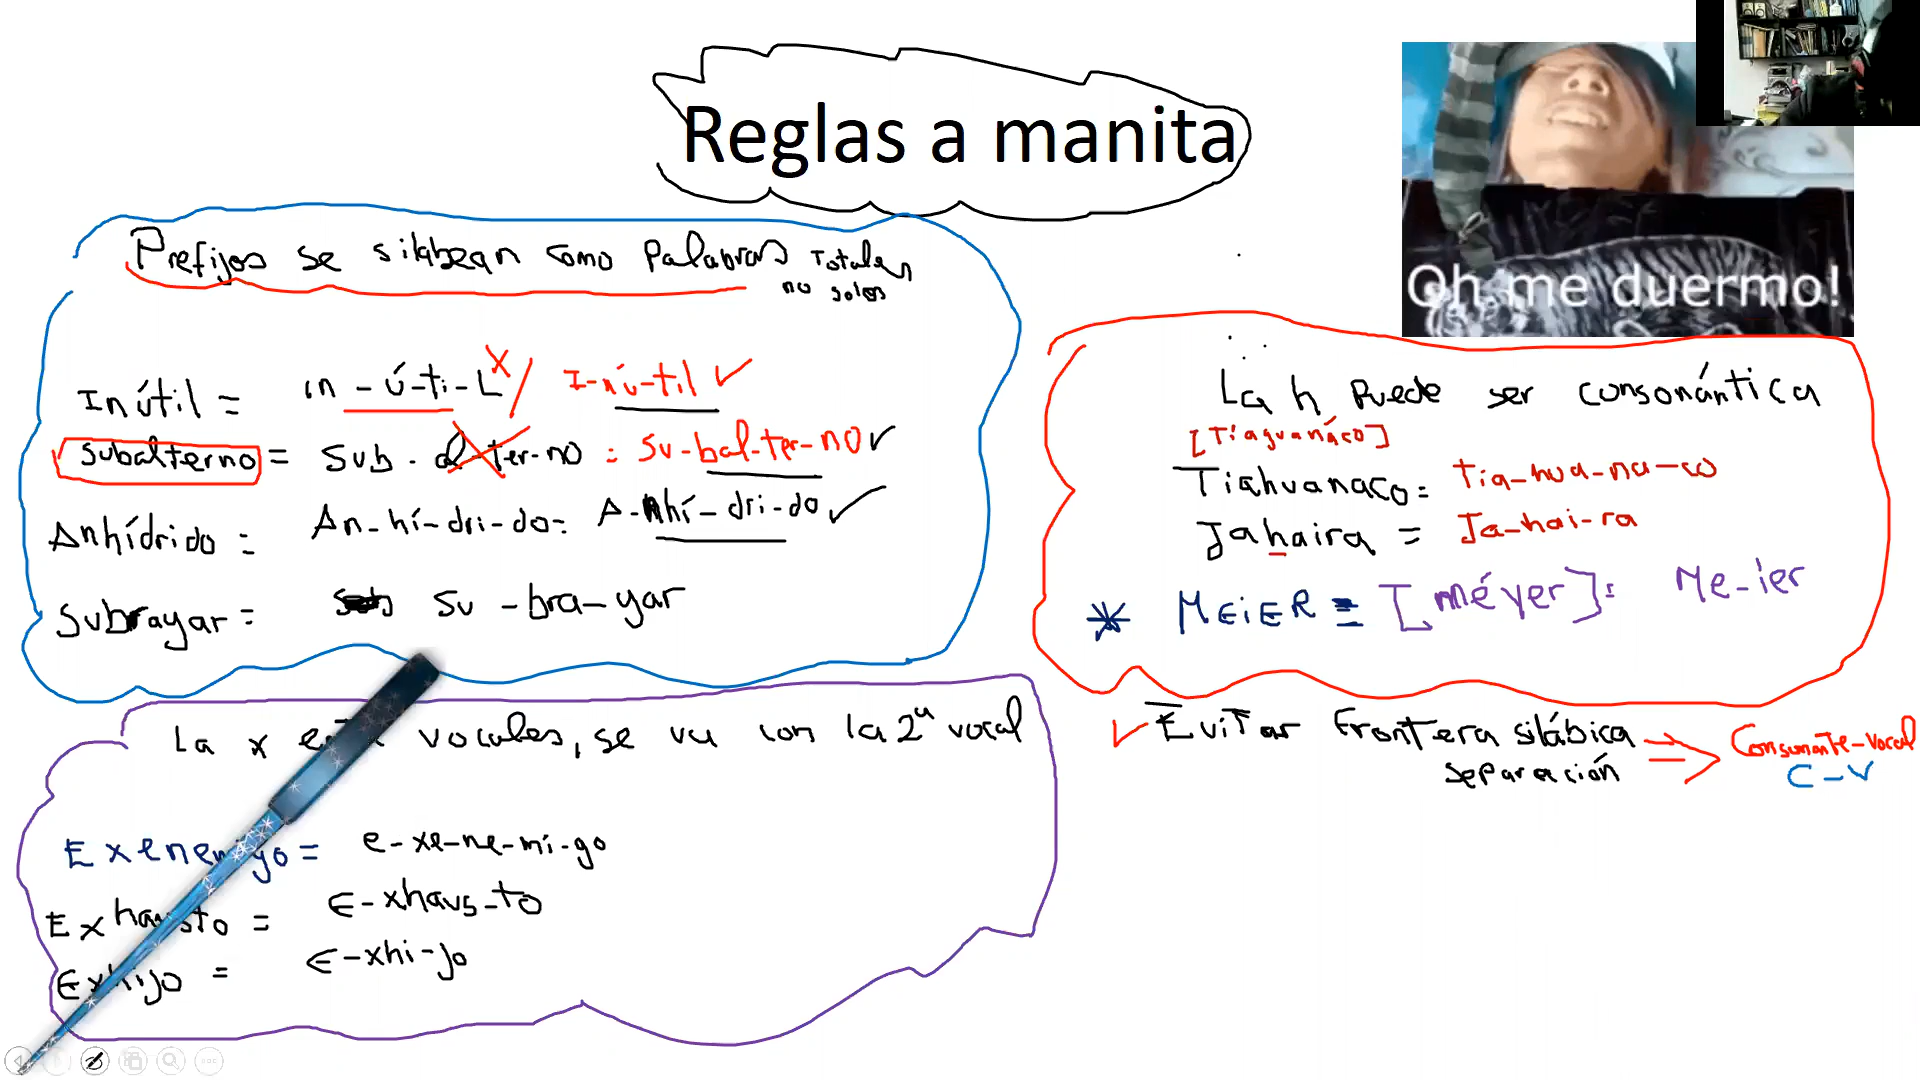 Reglas a manita
Oh me duermo!
Prefijos se silabean como palabras totales
no solos
Inútil = in-ú-ti-L x / I-nú-til ✓
subalterno = sub-al-ter-no = su-bal-ter-no ✓
Anhídrido = An-hí-dri-do = A-nhí-dri-do ✓
Subrayar = su-bra-yar
La x vocales, se va con la 2ª vocal
Exenemigo = e-xe-ne-mi-go
Exhausto = E-xhaus-to
Exhijo = E-xhi-jo
La h puede ser consonántica
[Tiaguanáco]
Tiahuanaco = Tia-hua-na-co
Jahaira = Ja-hai-ra
* MEiER = [méyer] = Me-ier
✓ Evitar frontera silábica => Consonante-vocal
separación C-V